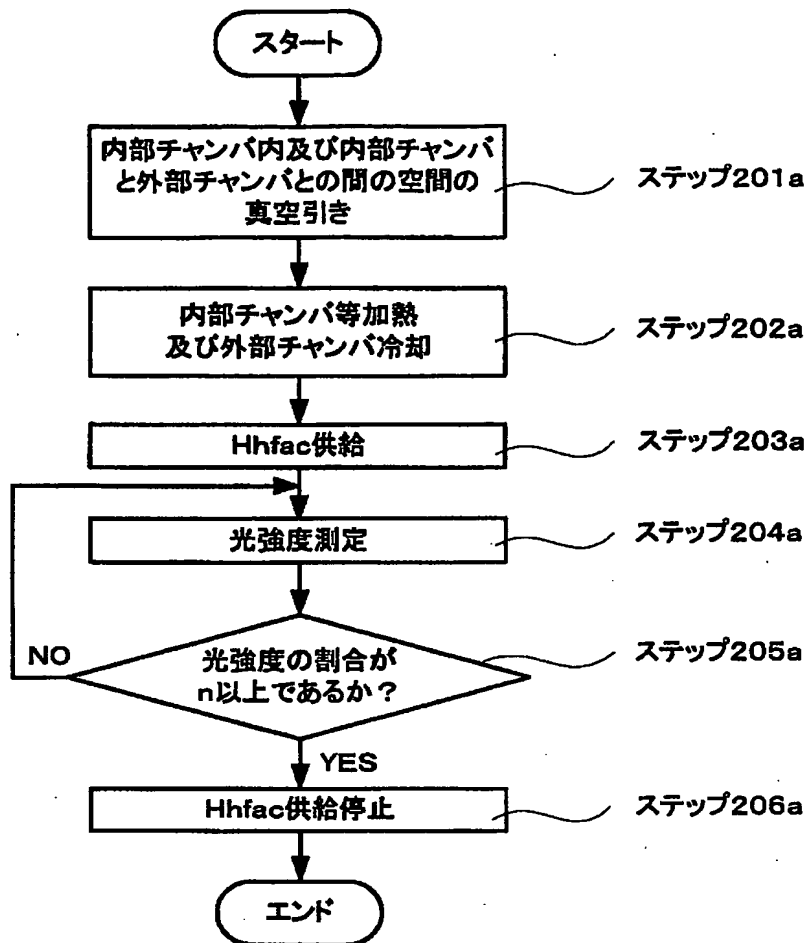 スタート
内部チャンバ内及び内部チャンバ
と外部チャンバとの間の空間の
真空引き
ステップ201a
内部チャンバ等加熱
及び外部チャンバ冷却
ステップ202a
Hhfac供給
ステップ203a
光強度測定
ステップ204a
光強度の割合が
n以上であるか？
ステップ205a
NO
YES
Hhfac供給停止
ステップ206a
エンド